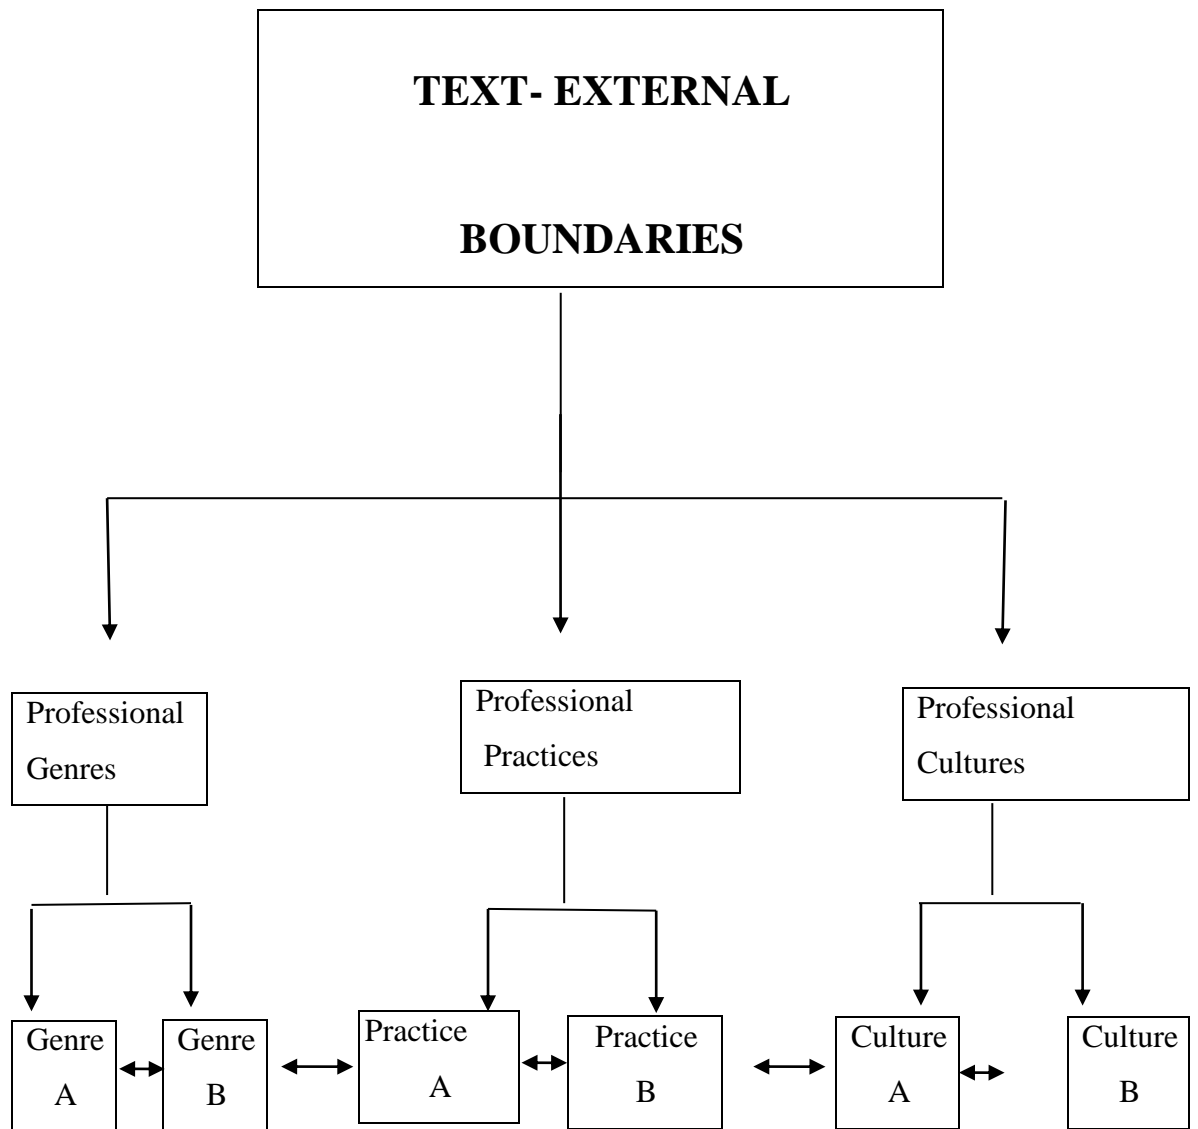 TEXT- EXTERNAL
BOUNDARIES
Professional
Genres
Professional
Practices
Professional
Cultures
Genre
A
Genre
B
Practice
A
Practice
B
Culture
A
Culture
B